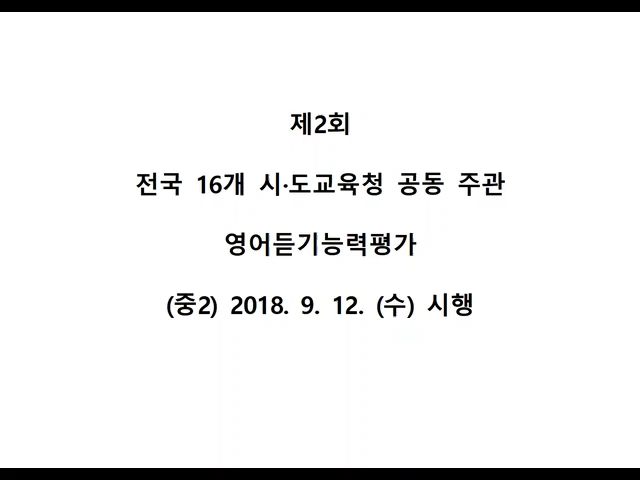 제2회
전국 16개 시·도교육청 공동 주관
영어듣기능력평가
(중2) 2018. 9. 12. (수) 시행